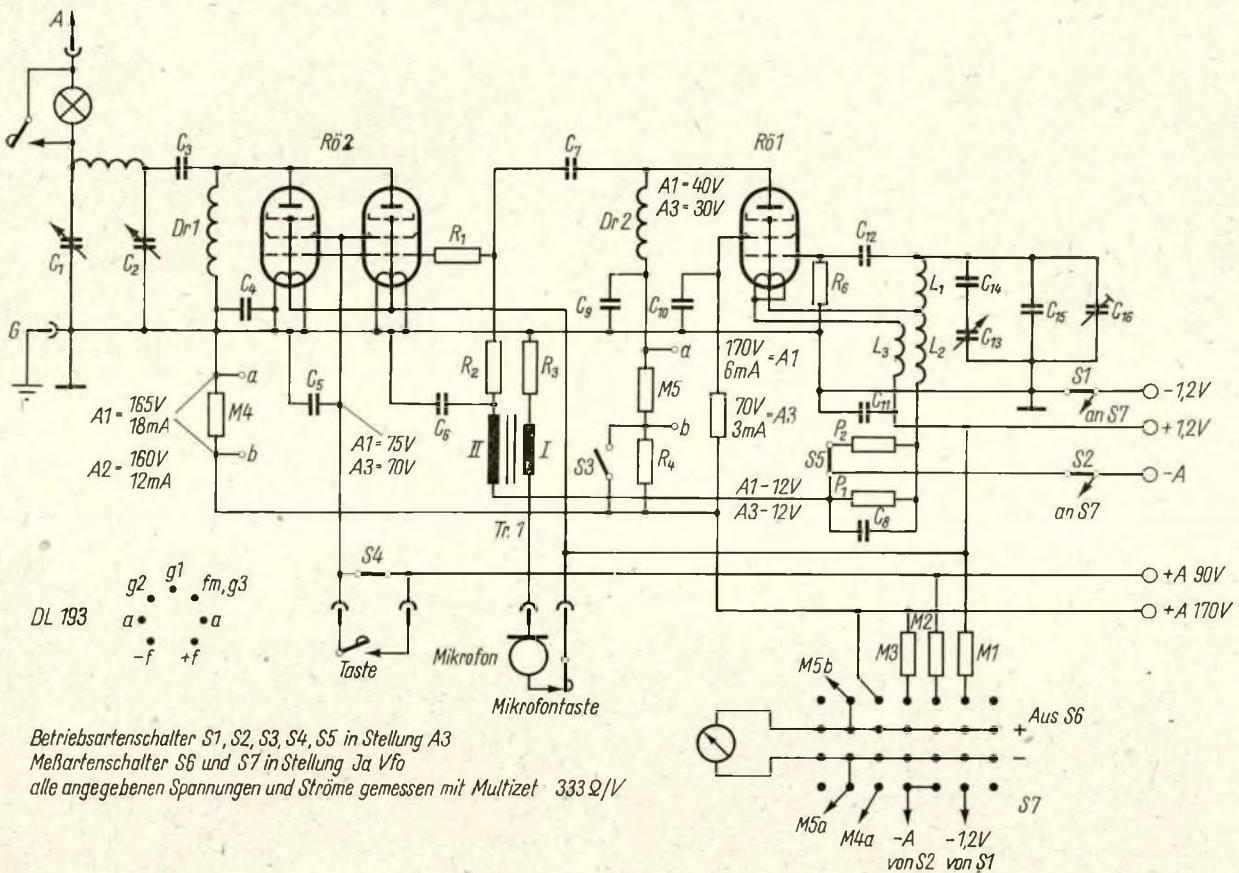 A
C3
Rö2
C7
Rö1
A1=40V
A3=30V
Dr1
Dr2
R1
C12
C1
C2
C4
C9
C10
R6
L1
C14
C15
C16
G
L3
L2
C13
170V
6mA =A1
a
R2
R3
a
S1
-1,2V
A1=165V
18mA
M4
C5
M5
C11
an S7
+1,2V
C6
70V
3mA =A3
P2
A2=160V
12mA
b
A1=75V
A3=70V
II
I
S3
b
R4
S5
S2
-A
A1-12V
A3-12V
P1
C8
an S7
Tr.1
S4
+A 90V
DL 193
g2
g1
fm,g3
a
a
-f
+f
+A 170V
M3
M2
M1
Taste
Mikrofon
Mikrofontaste
M5b
Aus S6
+
-
S7
M5a
M4a
-A
von S2
-1,2V
von S1
Betriebsartenschalter S1, S2, S3, S4, S5 in Stellung A3
Meßartenschalter S6 und S7 in Stellung Ja Vfo
alle angegebenen Spannungen und Ströme gemessen mit Multizet 333 Ω/V